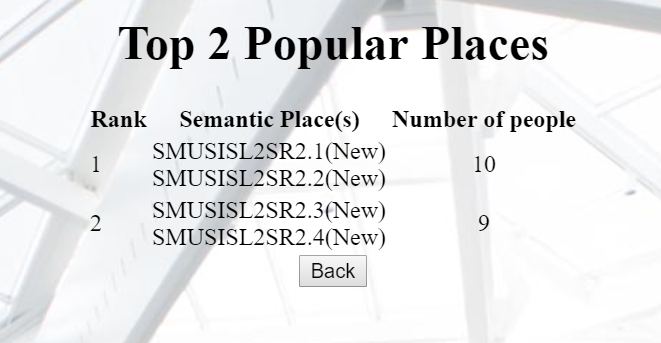 Top 2 Popular Places
Rank Semantic Place(s) Number of people
1 SMUSISL2SR2.1(New) 10
SMUSISL2SR2.2(New)
2 SMUSISL2SR2.3(New) 9
SMUSISL2SR2.4(New)
Back